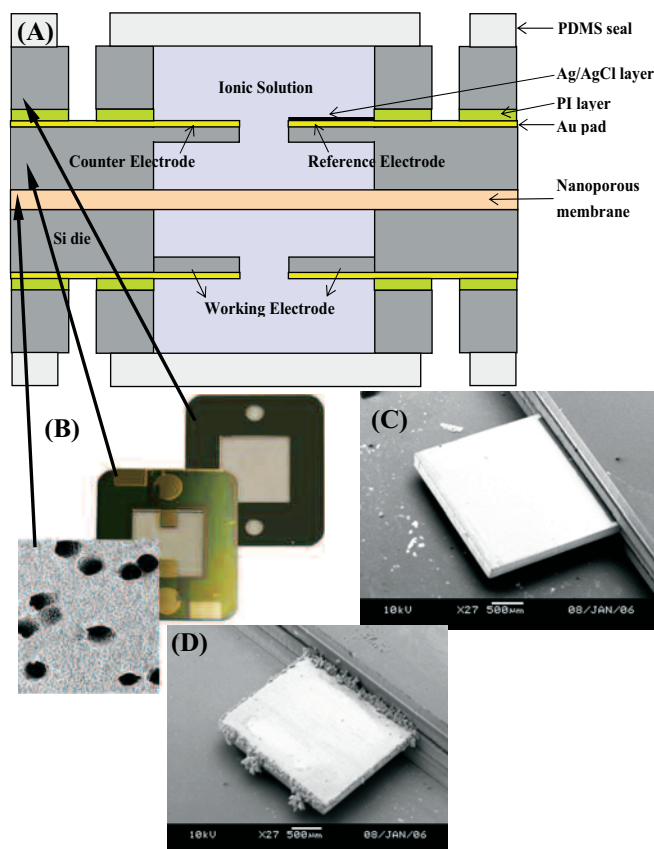 (A)
PDMS seal
Ag/AgCl layer
Ionic Solution
PI layer
Au pad
Counter Electrode
Reference Electrode
Nanoporous
membrane
Si die
Working Electrode
(B)
(C)
10kV X27 500μm 08/JAN/06
(D)
10kV X27 500μm 08/JAN/06